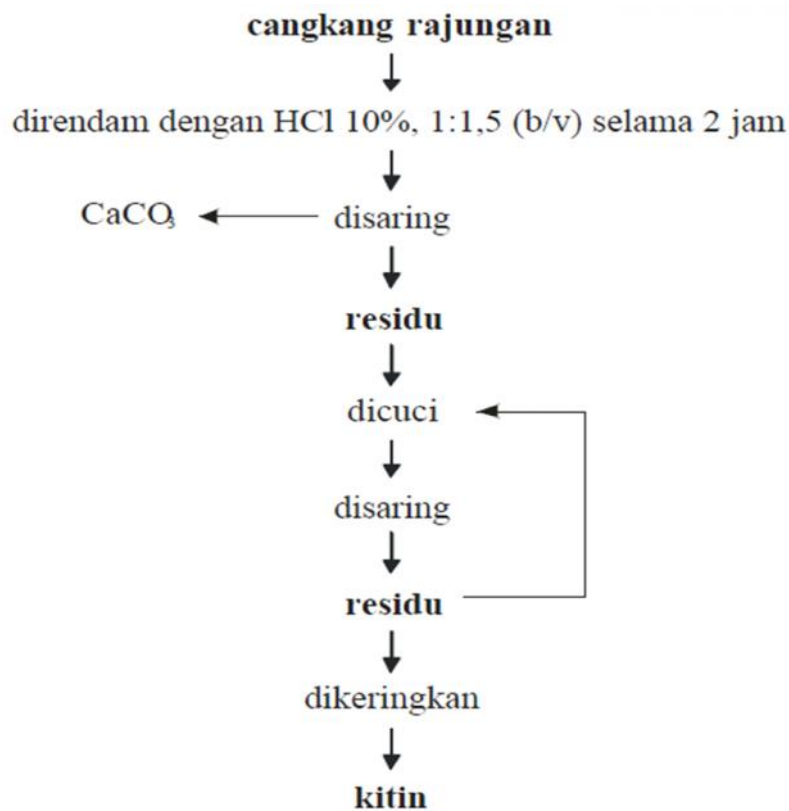 cangkang rajungan
direndam dengan HCl 10%, 1:1,5 (b/v) selama 2 jam
CaCO₃
disaring
residu
dicuci
disaring
residu
dikeringkan
kitin